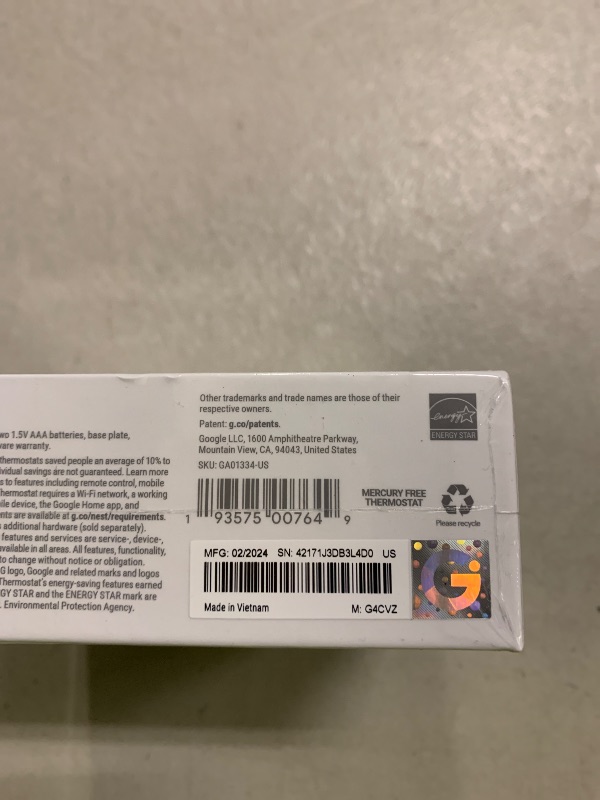 wo 1.5V AAA batteries, base plate,
ware warranty.
thermostats saved people an average of 10% to
ividual savings are not guaranteed. Learn more
s to features including remote control, mobile
hermostat requires a Wi-Fi network, a working
ile device, the Google Home app, and
nts are available at g.co/nest/requirements.
s additional hardware (sold separately).
features and services are service-, device-,
available in all areas. All features, functionality,
to change without notice or obligation.
G logo, Google and related marks and logos
Thermostat's energy-saving features earned
GY STAR and the ENERGY STAR mark are
. Environmental Protection Agency.
Other trademarks and trade names are those of their
respective owners.
Patent: g.co/patents.
Google LLC, 1600 Amphitheatre Parkway,
Mountain View, CA, 94043, United States
SKU: GA01334-US
1 93575 00764 9
MERCURY FREE
THERMOSTAT
energy
ENERGY STAR
Please recycle
MFG: 02/2024 SN: 42171J3DB3L4D0 US
Made in Vietnam M: G4CVZ
G